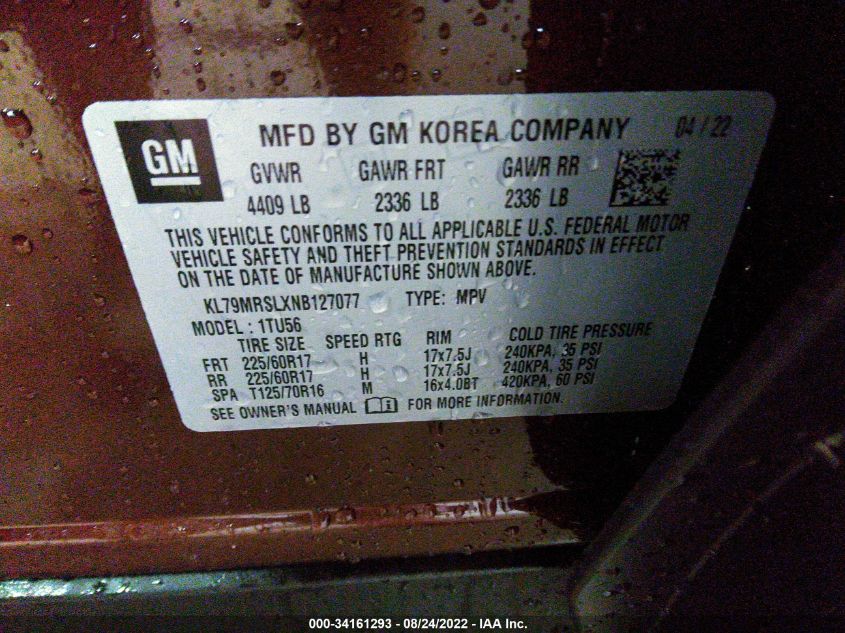 GM
MFD BY GM KOREA COMPANY 04 / 22
GVWR GAWR FRT GAWR RR
4409 LB 2336 LB 2336 LB
THIS VEHICLE CONFORMS TO ALL APPLICABLE U.S. FEDERAL MOTOR
VEHICLE SAFETY AND THEFT PREVENTION STANDARDS IN EFFECT
ON THE DATE OF MANUFACTURE SHOWN ABOVE.
KL79MRSLXNB127077 TYPE: MPV
MODEL : 1TU56
TIRE SIZE SPEED RTG RIM COLD TIRE PRESSURE
FRT 225/60R17 H 17x7.5J 240KPA, 35 PSI
RR 225/60R17 H 17x7.5J 240KPA, 35 PSI
SPA T125/70R16 M 16x4.0BT 420KPA, 60 PSI
SEE OWNER'S MANUAL FOR MORE INFORMATION.
000-34161293 - 08/24/2022 - IAA Inc.